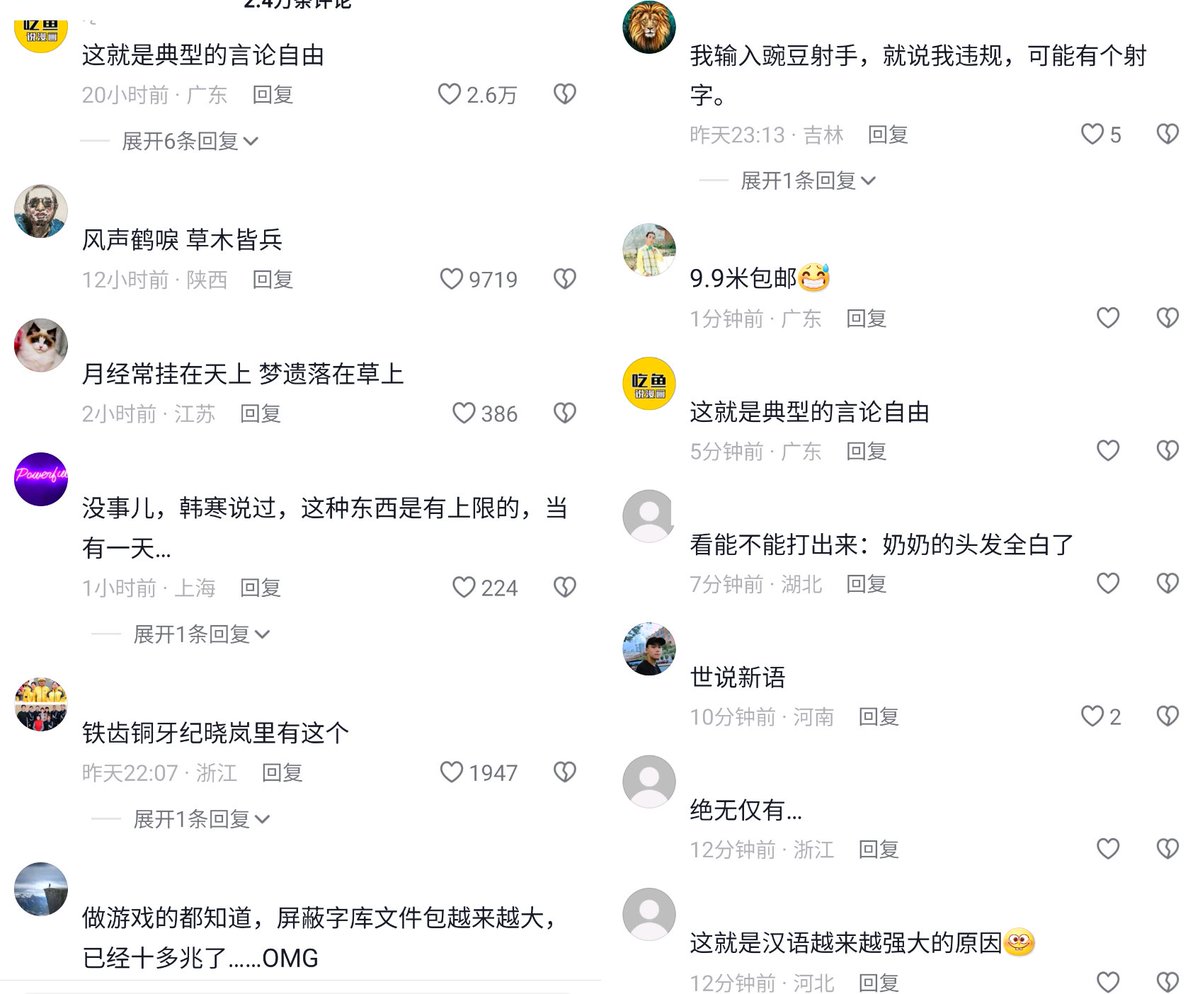 2.4万条评论
吃鱼
说漫画
这就是典型的言论自由
20小时前 · 广东 回复 2.6万
展开6条回复
风声鹤唳 草木皆兵
12小时前 · 陕西 回复 9719
月经常挂在天上 梦遗落在草上
2小时前 · 江苏 回复 386
Powerful
没事儿，韩寒说过，这种东西是有上限的，当
有一天...
1小时前 · 上海 回复 224
展开1条回复
铁齿铜牙纪晓岚里有这个
昨天22:07 · 浙江 回复 1947
展开1条回复
做游戏的都知道，屏蔽字库文件包越来越大，
已经十多兆了……OMG
我输入豌豆射手，就说我违规，可能有个射
字。
昨天23:13 · 吉林 回复 5
展开1条回复
9.9米包邮😅
1分钟前 · 广东 回复
吃鱼
说漫画
这就是典型的言论自由
5分钟前 · 广东 回复
看能不能打出来：奶奶的头发全白了
7分钟前 · 湖北 回复
世说新语
10分钟前 · 河南 回复 2
绝无仅有...
12分钟前 · 浙江 回复
这就是汉语越来越强大的原因
12分钟前 · 河北 回复